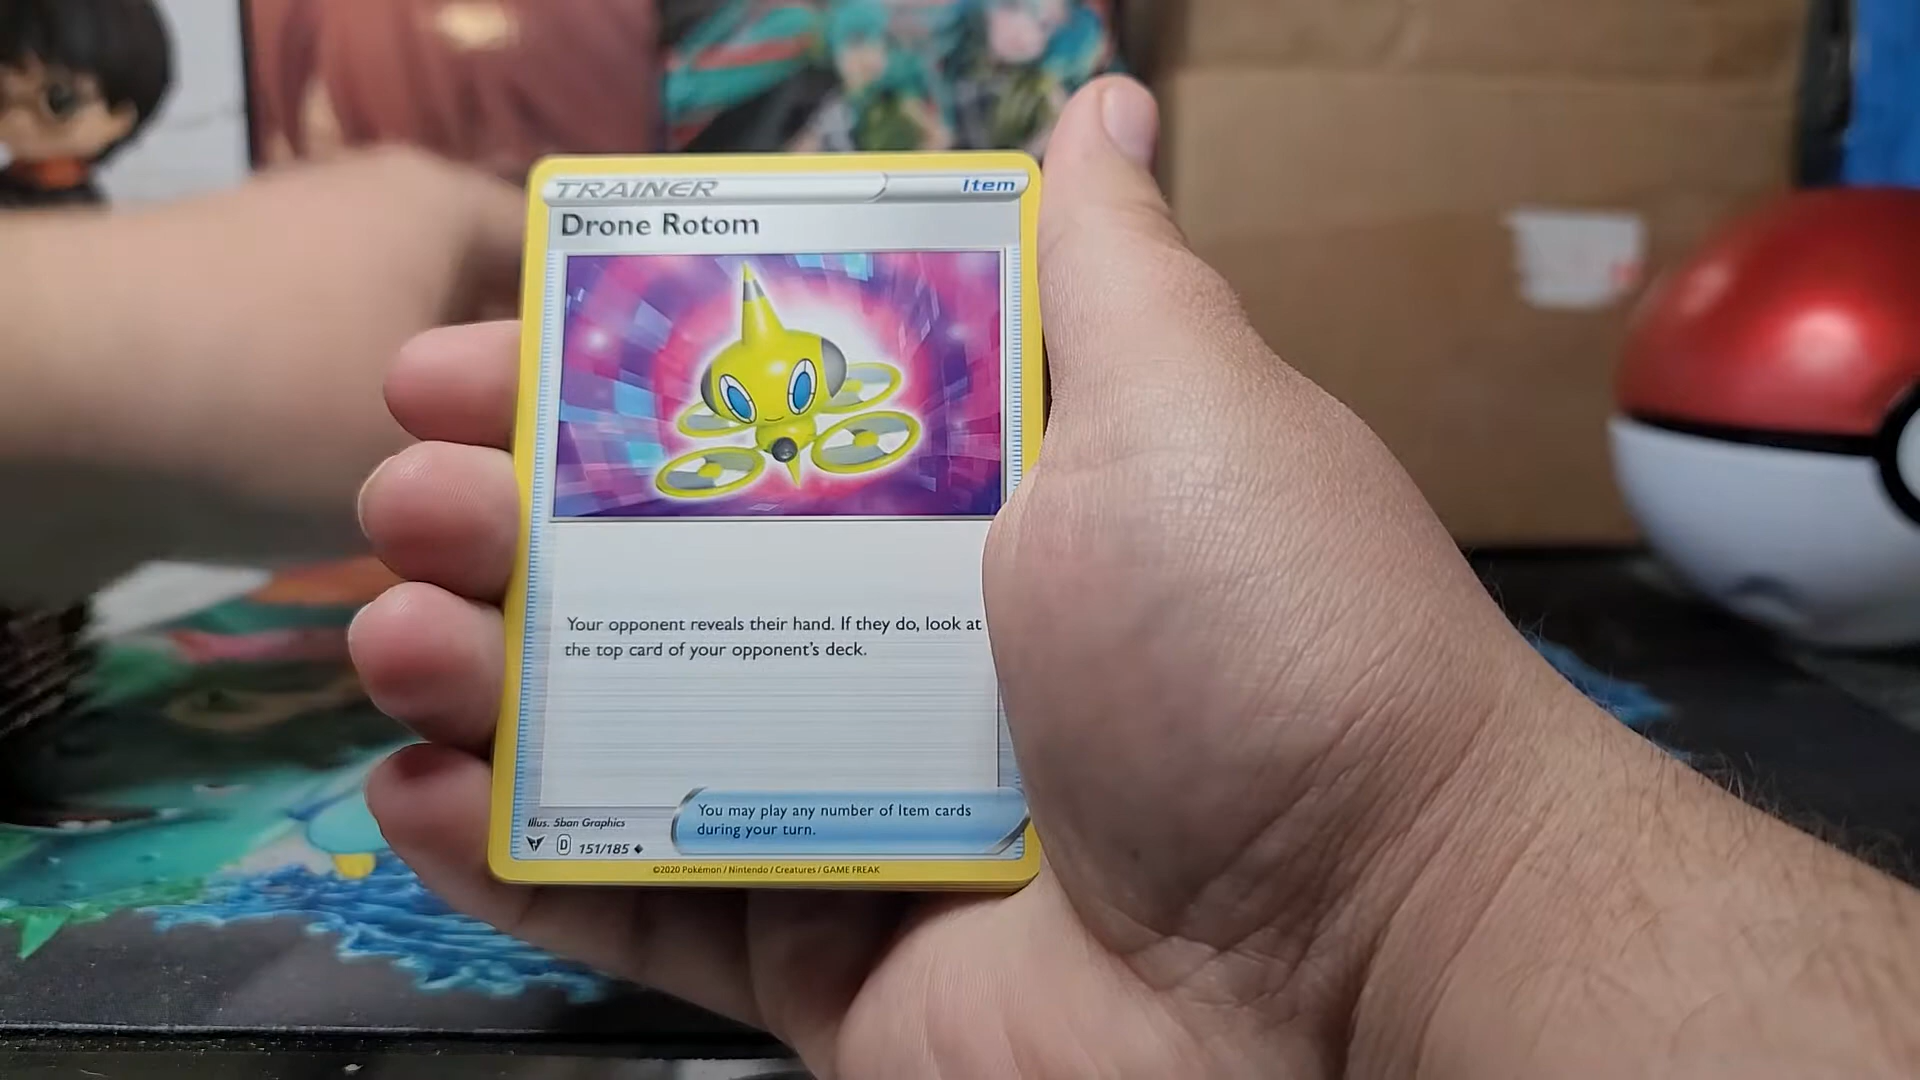 TRAINER
Item
Drone Rotom
Your opponent reveals their hand. If they do, look at
the top card of your opponent's deck.
You may play any number of Item cards
during your turn.
Illus. 5ban Graphics
D 151/185
©2020 Pokémon / Nintendo / Creatures / GAME FREAK